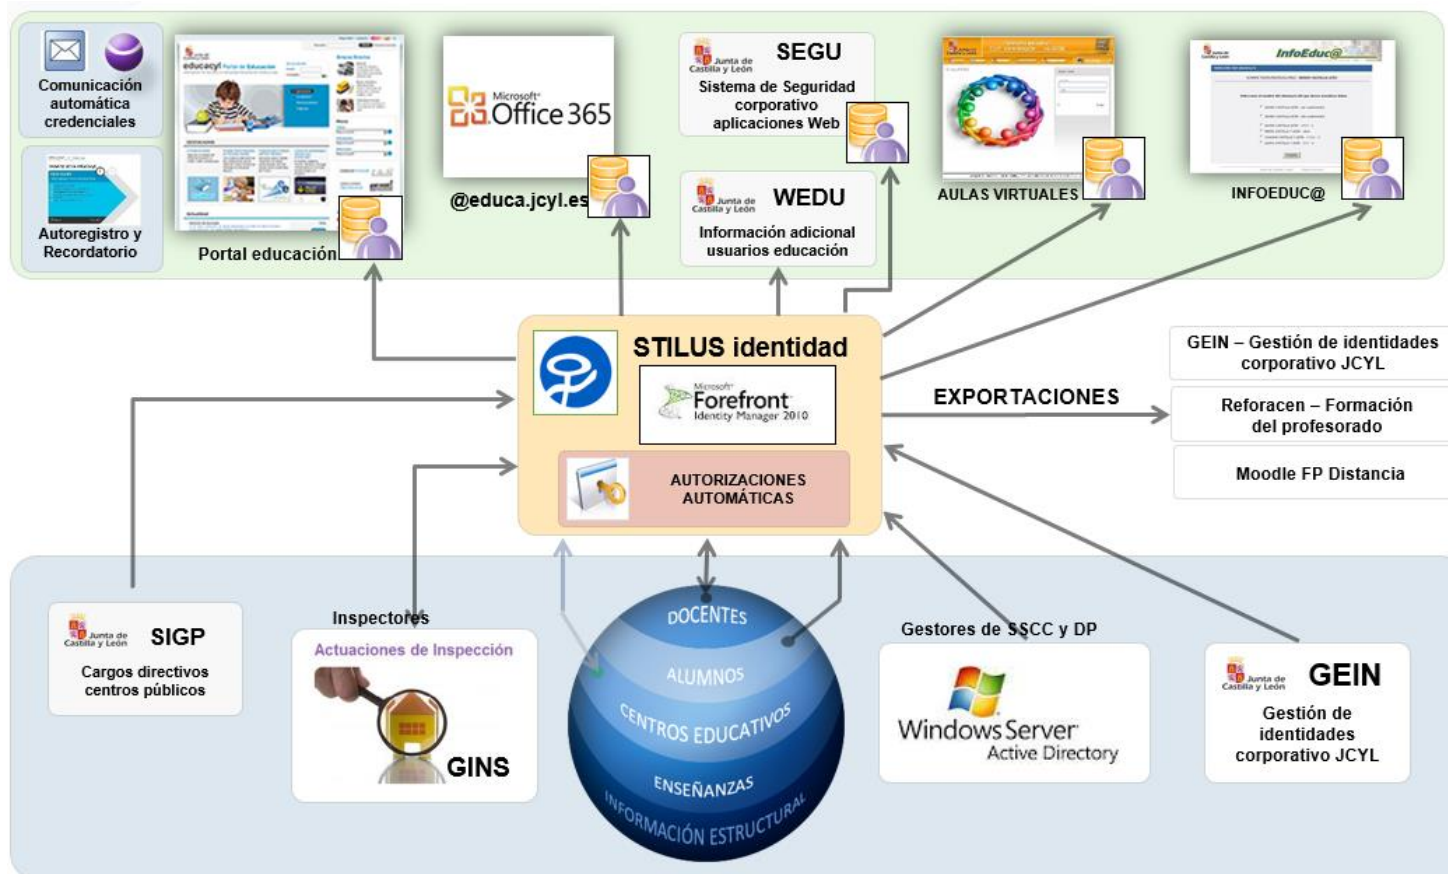 Comunicación
automática
credenciales
Autoregistro y
Recordatorio
educacyl Portal de Educación
Portal educación
Microsoft
Office 365
@educa.jcyl.es
Junta de
Castilla y León
SEGU
Sistema de Seguridad
corporativo
aplicaciones Web
Junta de
Castilla y León
WEDU
Información adicional
usuarios educación
AULAS VIRTUALES
InfoEduc@
INFOEDUC@
STILUS identidad
Microsoft
Forefront
Identity Manager 2010
AUTORIZACIONES
AUTOMÁTICAS
EXPORTACIONES
GEIN – Gestión de identidades
corporativo JCYL
Reforacen – Formación
del profesorado
Moodle FP Distancia
Junta de
Castilla y León
SIGP
Cargos directivos
centros públicos
Inspectores
Actuaciones de Inspección
GINS
DOCENTES
ALUMNOS
CENTROS EDUCATIVOS
ENSEÑANZAS
INFORMACIÓN ESTRUCTURAL
Gestores de SSCC y DP
Windows Server
Active Directory
Junta de
Castilla y León
GEIN
Gestión de
identidades
corporativo JCYL